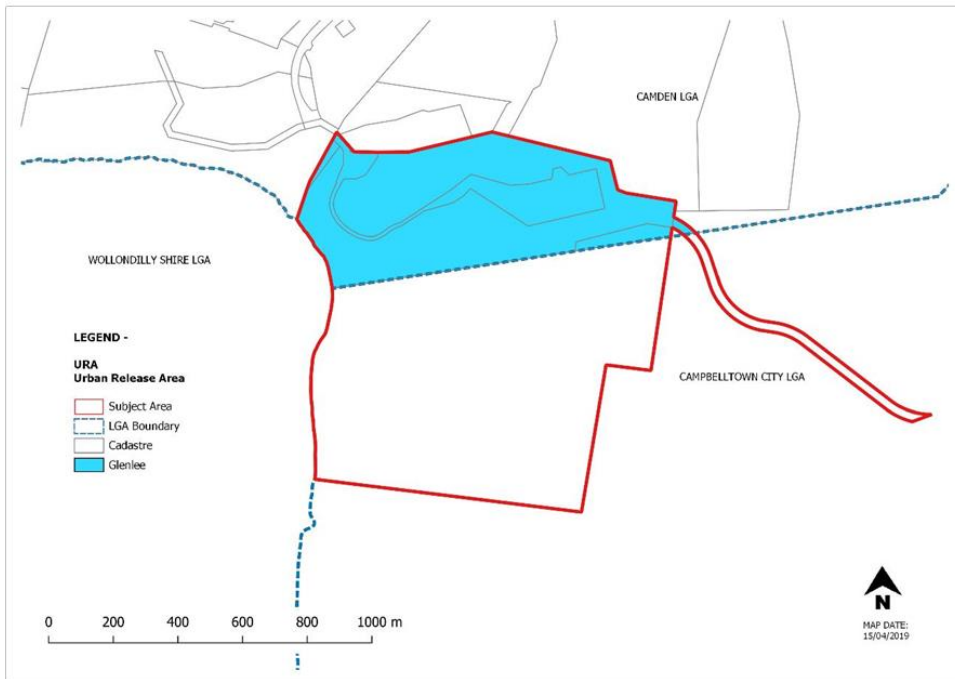 CAMDEN LGA
WOLLONDILLY SHIRE LGA
CAMPBELLTOWN CITY LGA
LEGEND -
URA
Urban Release Area
Subject Area
LGA Boundary
Cadastre
Glenlee
0 200 400 600 800 1000 m
N
MAP DATE:
15/04/2019